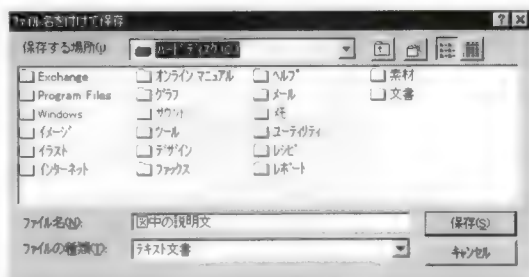 ファイル名を付けて保存
保存する場所(I): ハードディスク(C:)
Exchange オンライン マニュアル ヘルプ 素材
Program Files グラフ メール 文書
Windows サウンド メモ
イメージ ツール ユーティリティ
イラスト デザイン レシピ
インターネット ファックス レポート
ファイル名(N): 図中の説明文 保存(S)
ファイルの種類(T): テキスト文書 キャンセル